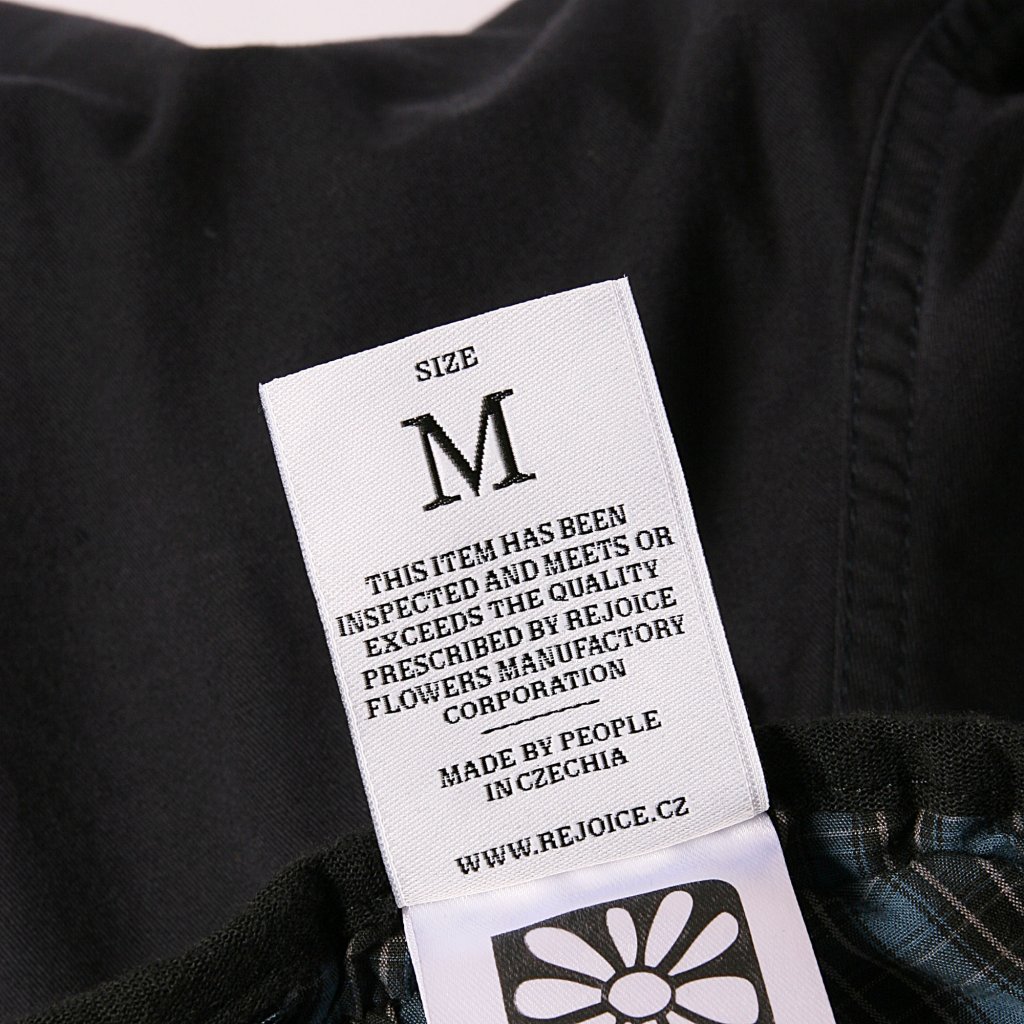 SIZE
M
THIS ITEM HAS BEEN
INSPECTED AND MEETS OR
EXCEEDS THE QUALITY
PRESCRIBED BY REJOICE
FLOWERS MANUFACTORY
CORPORATION
MADE BY PEOPLE
IN CZECHIA
WWW.REJOICE.CZ